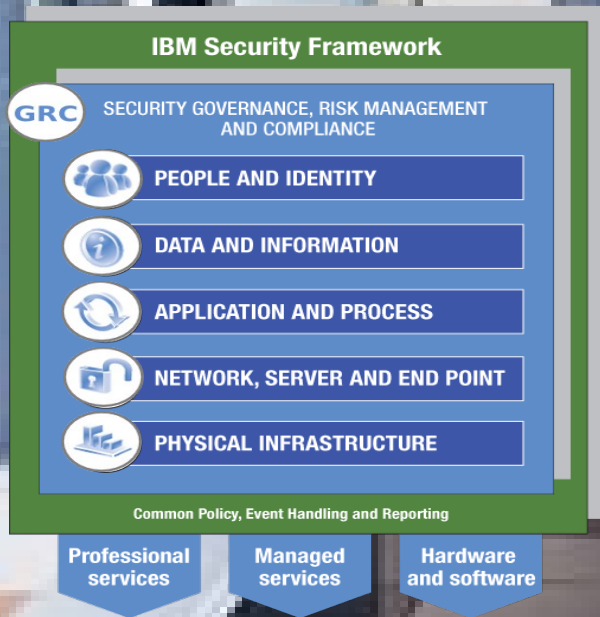 IBM Security Framework
GRC
SECURITY GOVERNANCE, RISK MANAGEMENT
AND COMPLIANCE
PEOPLE AND IDENTITY
DATA AND INFORMATION
APPLICATION AND PROCESS
NETWORK, SERVER AND END POINT
PHYSICAL INFRASTRUCTURE
Common Policy, Event Handling and Reporting
Professional
services
Managed
services
Hardware
and software